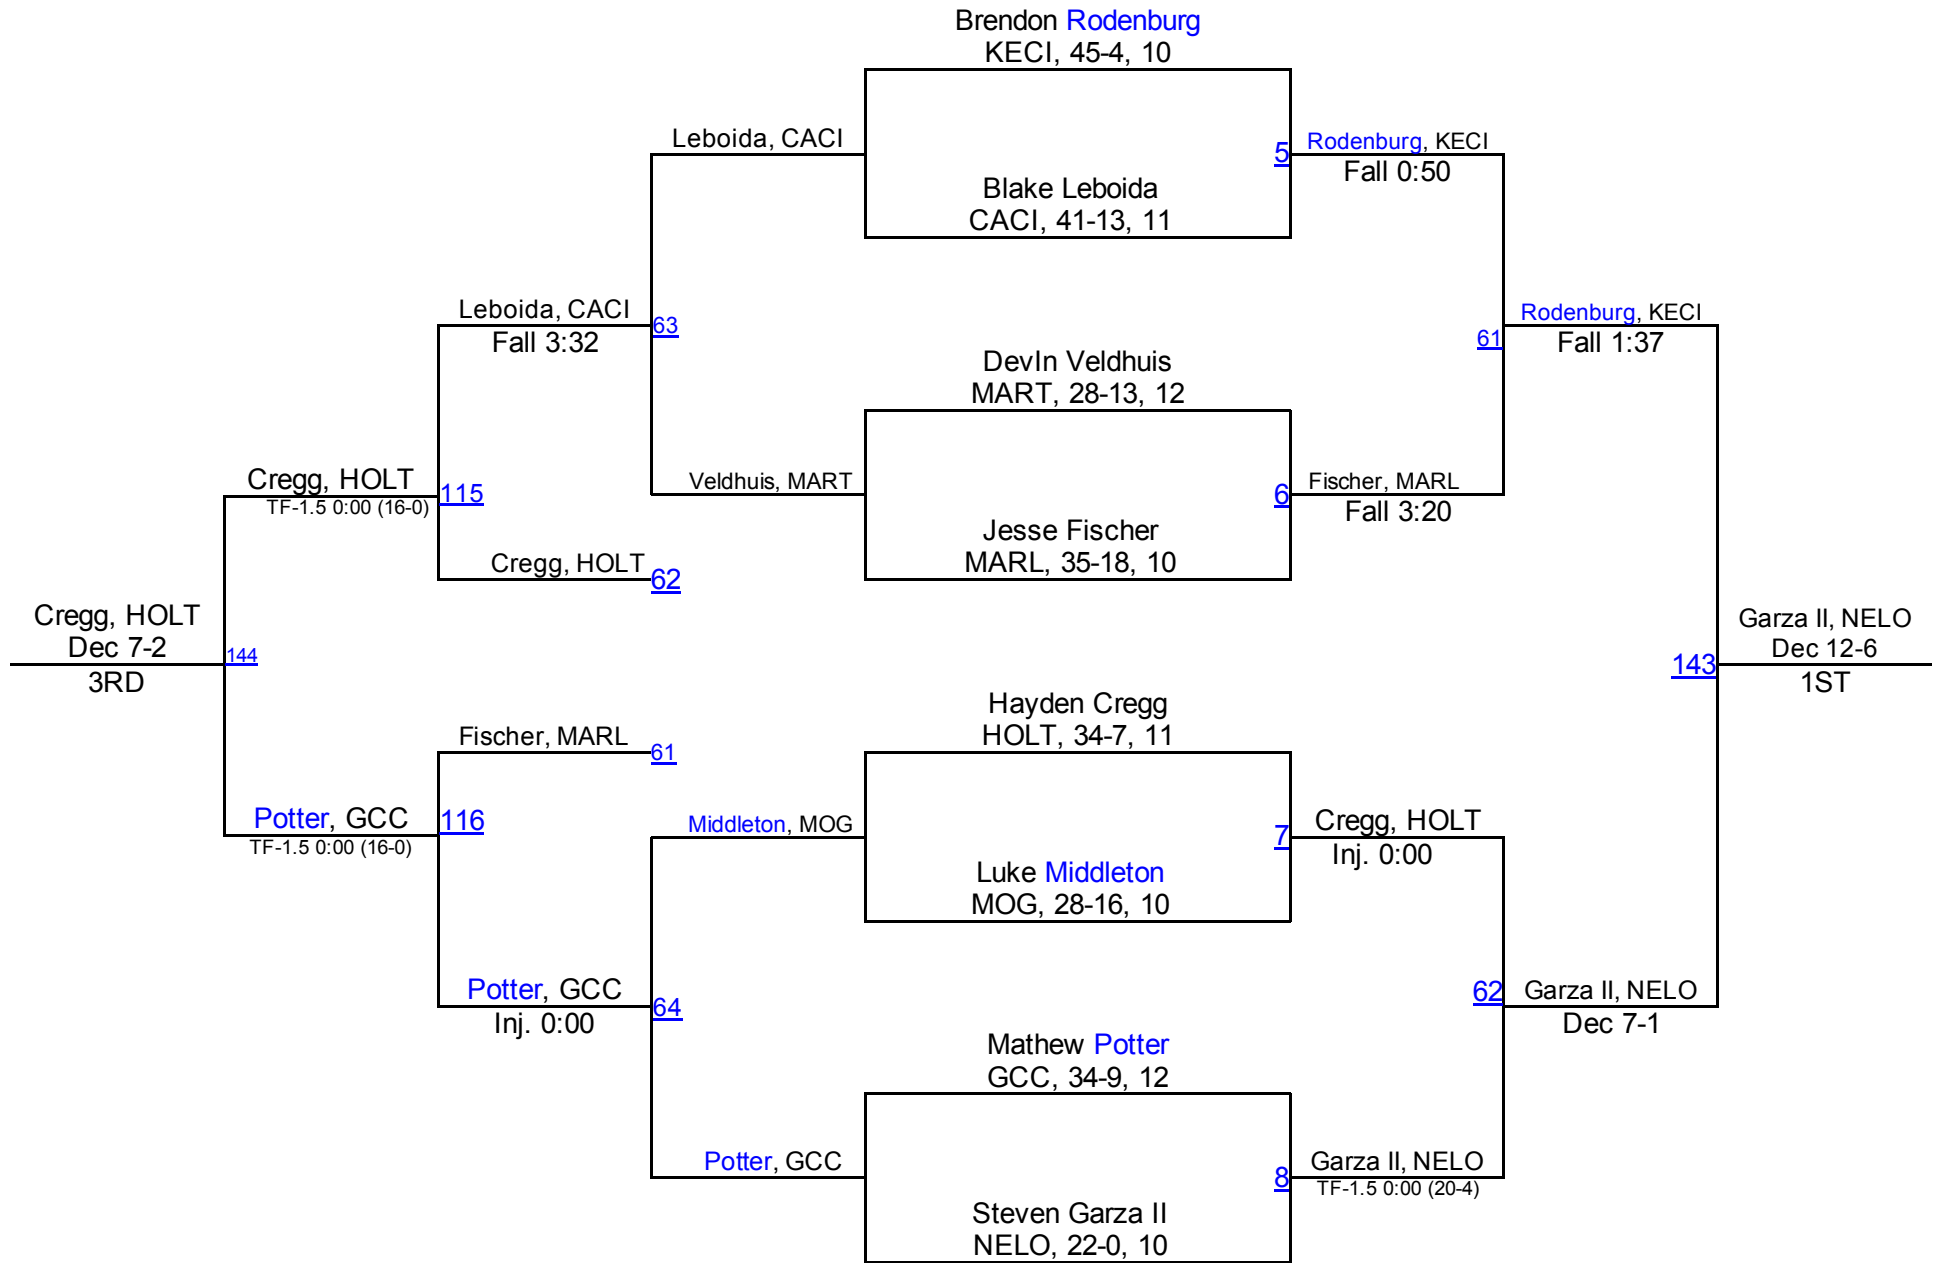 Brendon Rodenburg
KECI, 45-4, 10
Leboida, CACI
5
Rodenburg, KECI
Fall 0:50
Blake Leboida
CACI, 41-13, 11
Leboida, CACI
Fall 3:32
63
61
Rodenburg, KECI
Fall 1:37
DevIn Veldhuis
MART, 28-13, 12
Cregg, HOLT
TF-1.5 0:00 (16-0)
115
Veldhuis, MART
6
Fischer, MARL
Fall 3:20
Jesse Fischer
MARL, 35-18, 10
Cregg, HOLT
62
Cregg, HOLT
Dec 7-2
3RD
144
143
Garza II, NELO
Dec 12-6
1ST
Hayden Cregg
HOLT, 34-7, 11
Fischer, MARL
61
Potter, GCC
TF-1.5 0:00 (16-0)
116
Middleton, MOG
7
Cregg, HOLT
Inj. 0:00
Luke Middleton
MOG, 28-16, 10
Potter, GCC
Inj. 0:00
64
62
Garza II, NELO
Dec 7-1
Mathew Potter
GCC, 34-9, 12
Potter, GCC
8
Garza II, NELO
TF-1.5 0:00 (20-4)
Steven Garza II
NELO, 22-0, 10